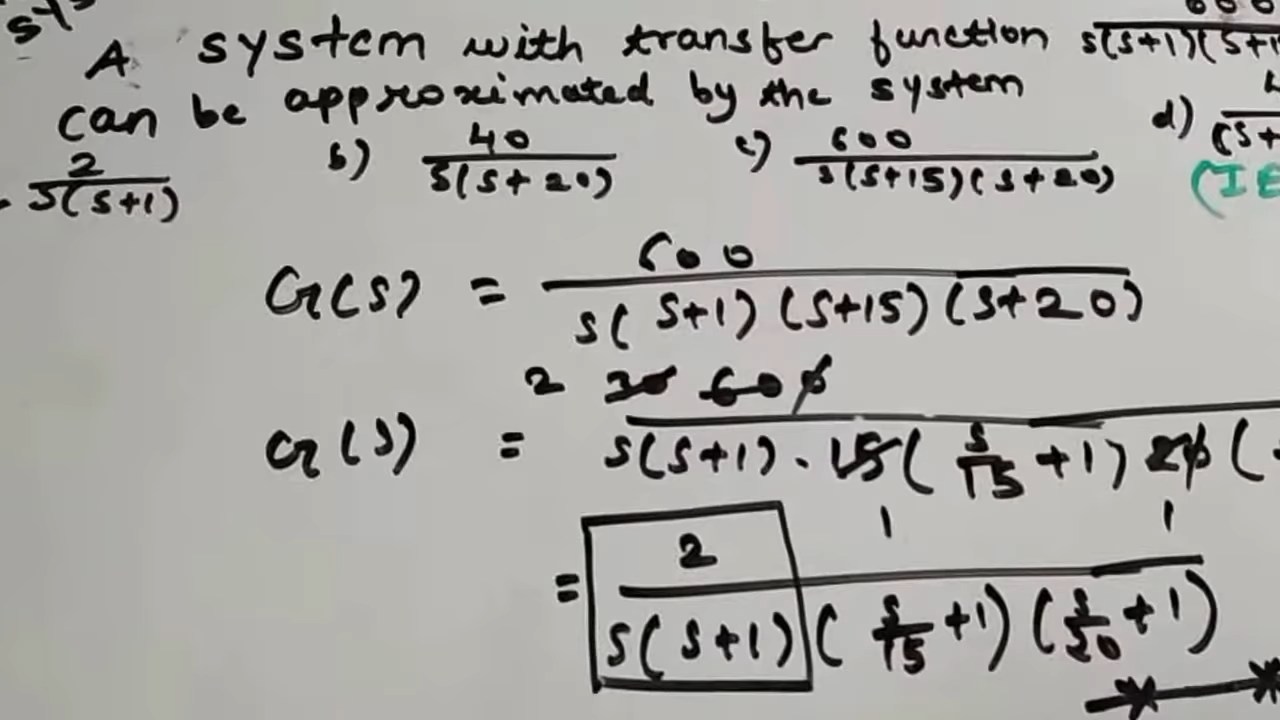 A system with transfer function 600/s(s+1)(s+1
can be approximated by the system
2/s(s+1) b) 40/s(s+20) c) 600/s(s+15)(s+20) d)
(IE
G(s) = 600/s(s+1)(s+15)(s+20)
G(s) = 2 30 600/s(s+1).15(s/15+1)20(
= 2/s(s+1)(s/15+1)(s/20+1)
1 1